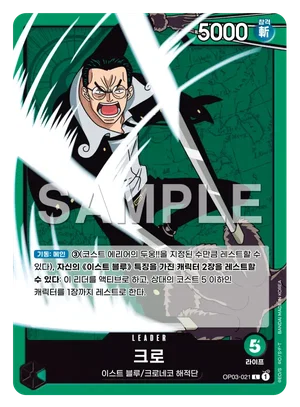 5000
참격
斬
SAMPLE
기동: 메인 ③(코스트 에리어의 두웅!!을 지정된 수만큼 레스트할 수
있다), 자신의 《이스트 블루》 특징을 가진 캐릭터 2장을 레스트할
수 있다: 이 리더를 액티브로 하고, 상대의 코스트 5 이하인
캐릭터를 1장까지 레스트로 한다.
LEADER
크로
이스트 블루/크로네코 해적단
5
라이프
OP03-021 L 1